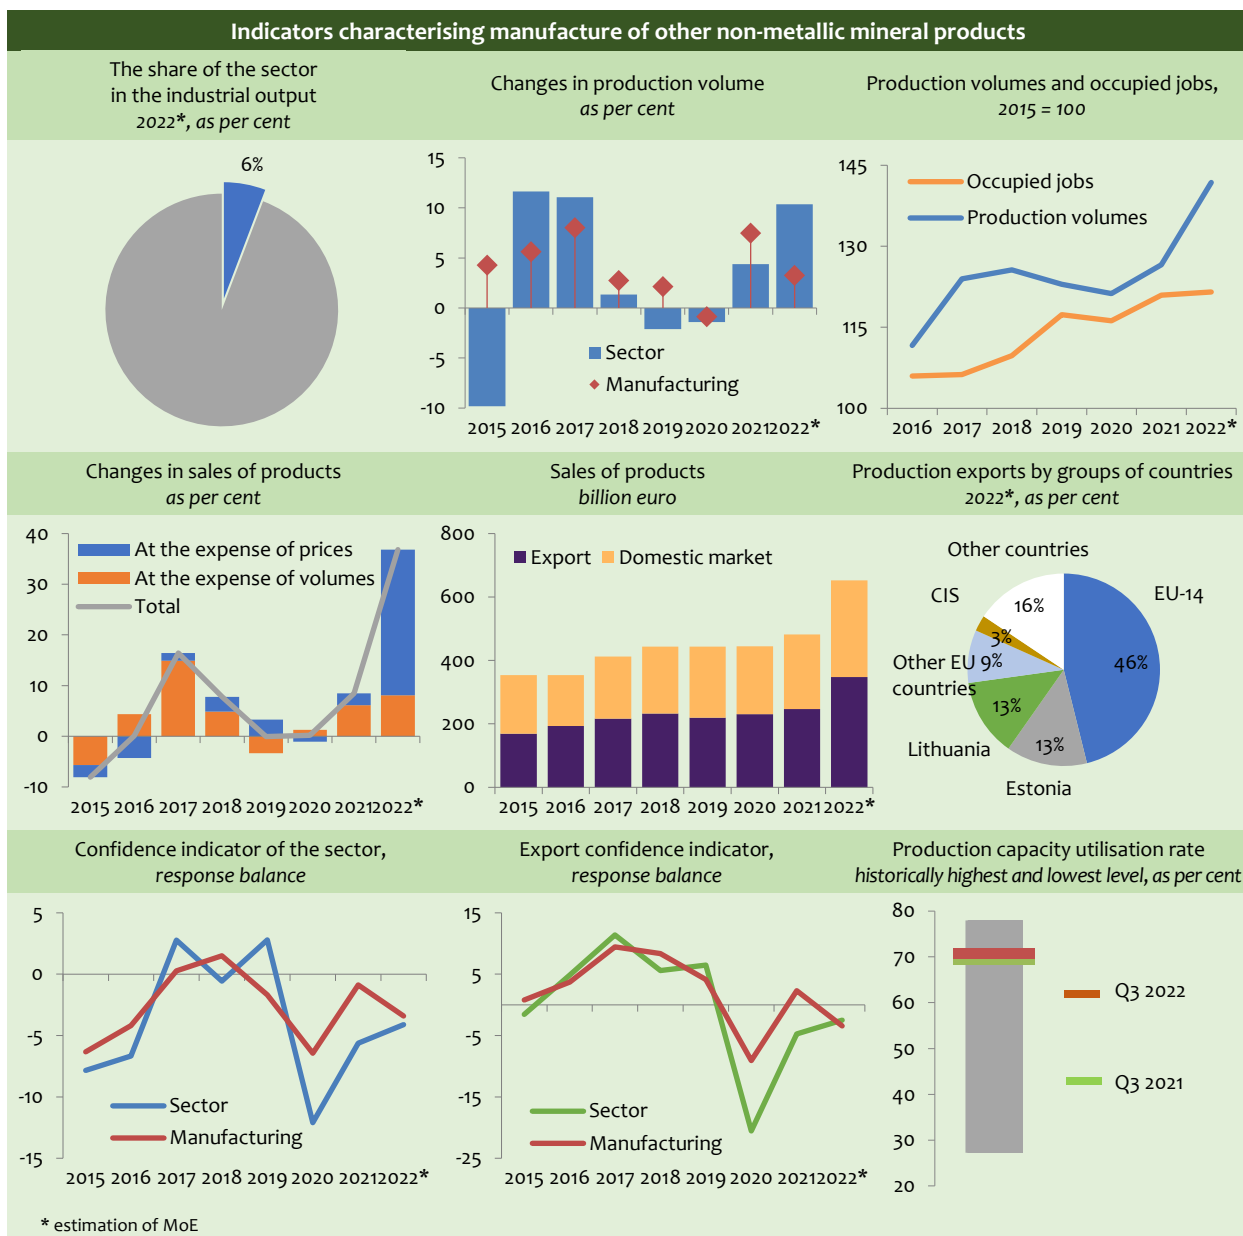 Indicators characterising manufacture of other non-metallic mineral products
The share of the sector
in the industrial output
2022*, as per cent
6%
Changes in production volume
as per cent
15
10
5
0
-5
-10
Sector
Manufacturing
2015 2016 2017 2018 2019 2020 2021 2022*
Production volumes and occupied jobs,
2015 = 100
145
130
115
100
Occupied jobs
Production volumes
2016 2017 2018 2019 2020 2021 2022*
Changes in sales of products
as per cent
40
30
20
10
0
-10
At the expense of prices
At the expense of volumes
Total
2015 2016 2017 2018 2019 2020 2021 2022*
Sales of products
billion euro
800
600
400
200
0
Export
Domestic market
2015 2016 2017 2018 2019 2020 2021 2022*
Production exports by groups of countries
2022*, as per cent
Other countries
16%
EU-14
46%
CIS
3%
Other EU
countries
9%
13%
Lithuania
13%
Estonia
Confidence indicator of the sector,
response balance
5
0
-5
-10
-15
Sector
Manufacturing
2015 2016 2017 2018 2019 2020 2021 2022*
Export confidence indicator,
response balance
15
5
-5
-15
-25
Sector
Manufacturing
2015 2016 2017 2018 2019 2020 2021 2022*
Production capacity utilisation rate
historically highest and lowest level, as per cent
80
70
60
50
40
30
20
Q3 2022
Q3 2021
* estimation of MoE